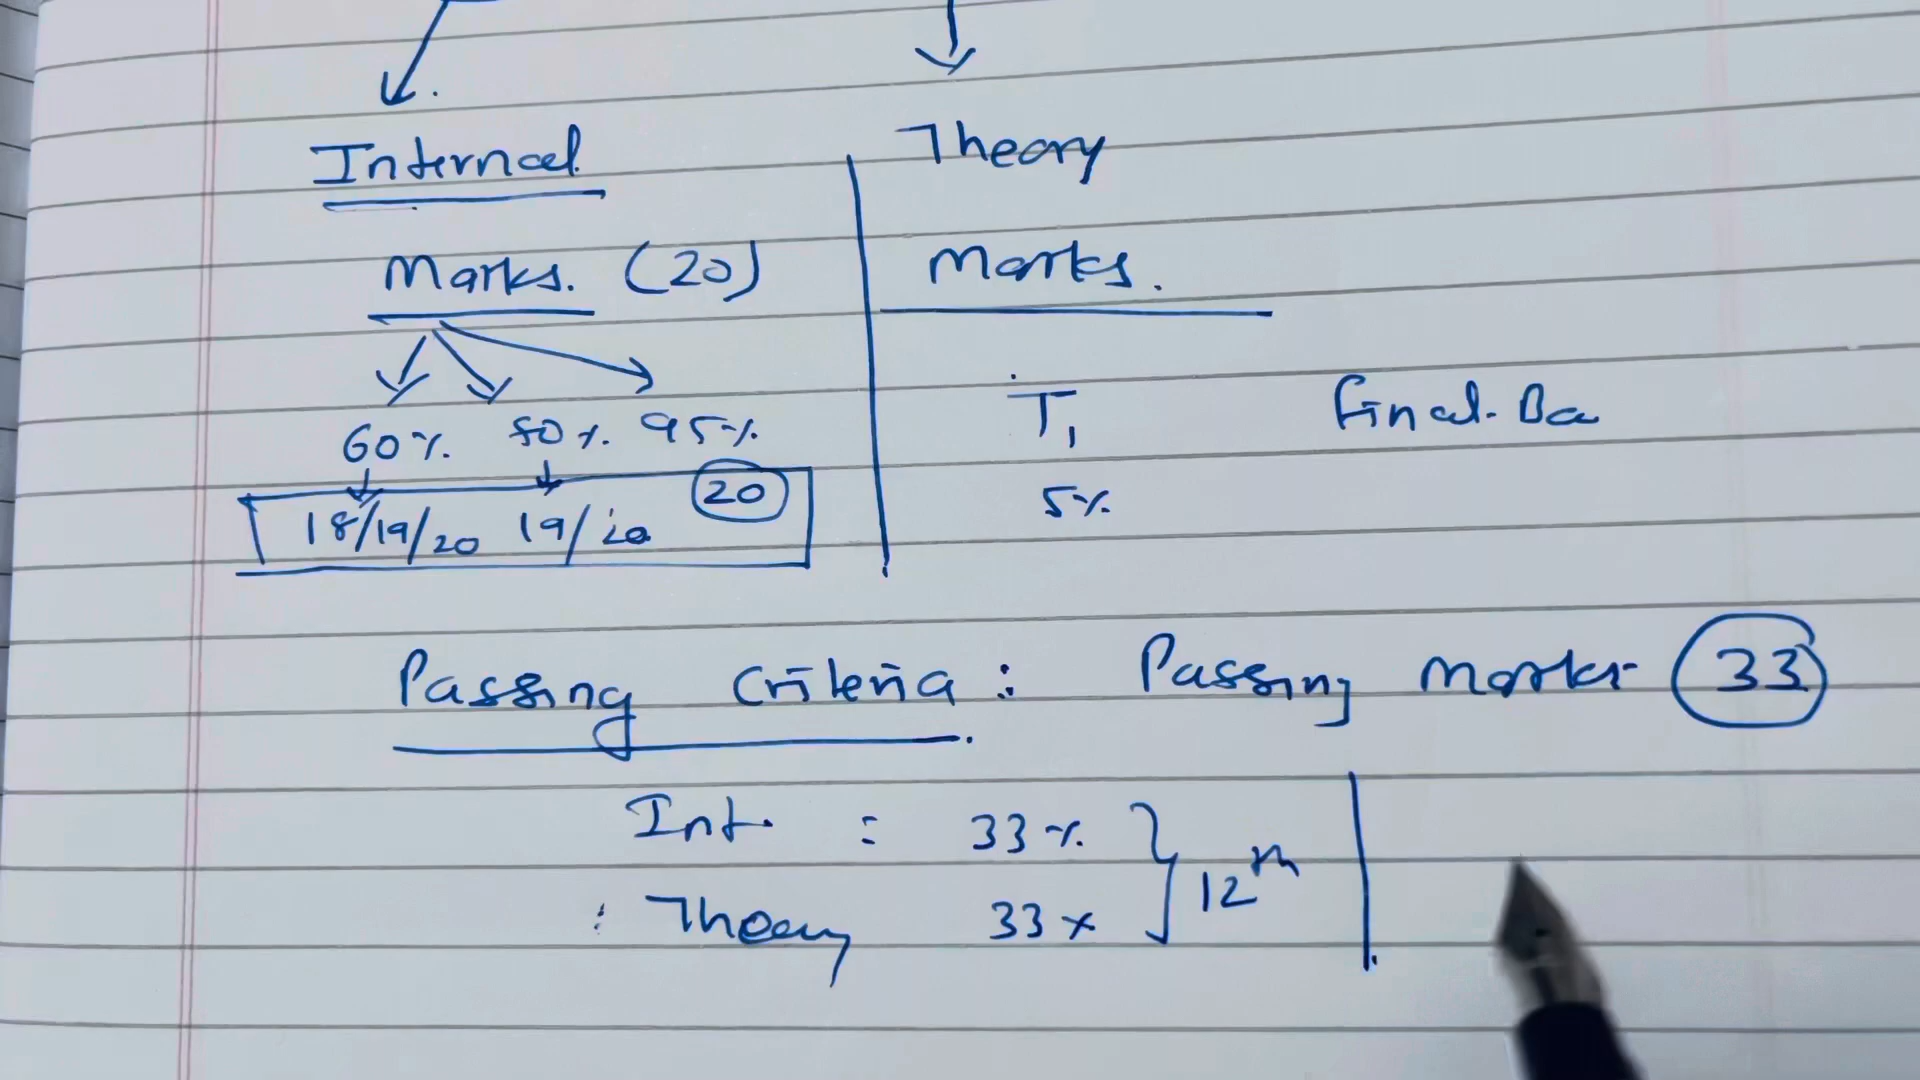 Internal Theory
Marks. (20) Marks.
60% 80% 95% T1 Final.Ba
20
18/19/20 19/20 5%
Passing Criteria : Passing Marks 33
Int. : 33%
12th
: Theory 33%